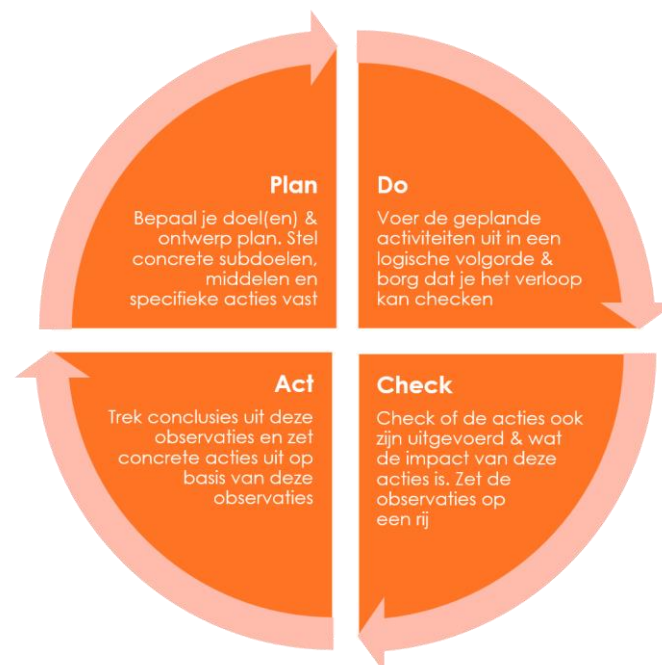 Plan
Bepaal je doel(en) &
ontwerp plan. Stel
concrete subdoelen,
middelen en
specifieke acties vast
Do
Voer de geplande
activiteiten uit in een
logische volgorde &
borg dat je het verloop
kan checken
Act
Trek conclusies uit deze
observaties en zet
concrete acties uit op
basis van deze
observaties
Check
Check of de acties ook
zijn uitgevoerd & wat
de impact van deze
acties is. Zet de
observaties op
een rij